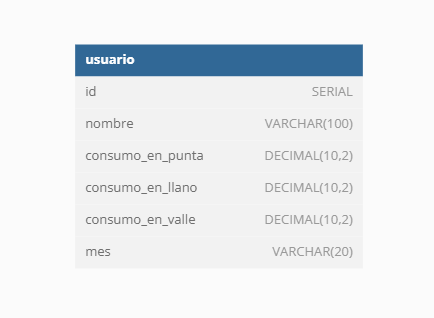 usuario
id SERIAL
nombre VARCHAR(100)
consumo_en_punta DECIMAL(10,2)
consumo_en_llano DECIMAL(10,2)
consumo_en_valle DECIMAL(10,2)
mes VARCHAR(20)